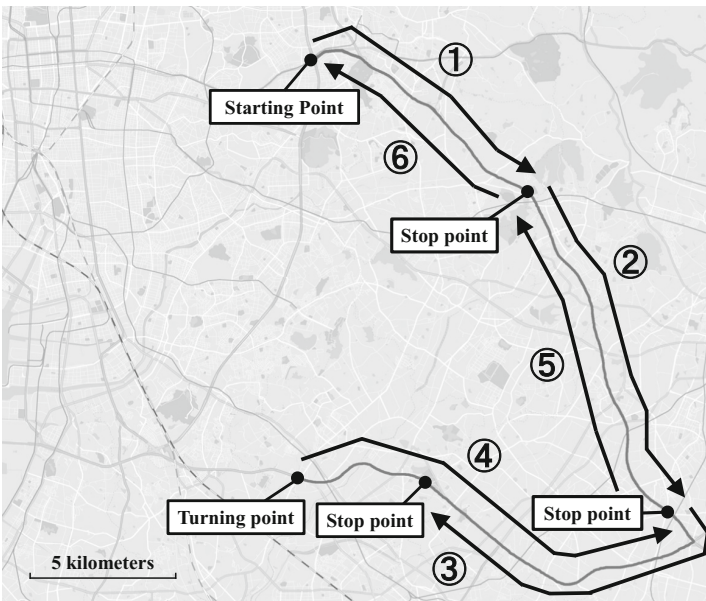 ①
Starting Point
⑥
Stop point
②
⑤
④
Turning point
Stop point
Stop point
5 kilometers
③